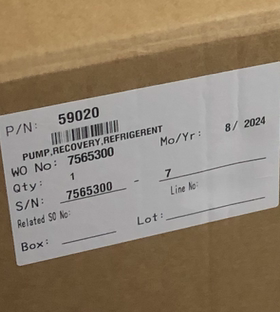 P/N: 59020
PUMP,RECOVERY,REFRIGERENT
WO No: 7565300 Mo/Yr: 8/ 2024
Qty: 1
S/N: 7565300 - 7
Related SO No: Line No:
Box: Lot: